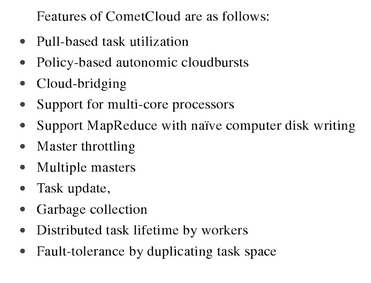 Features of CometCloud are as follows:
• Pull-based task utilization
• Policy-based autonomic cloudbursts
• Cloud-bridging
• Support for multi-core processors
• Support MapReduce with naïve computer disk writing
• Master throttling
• Multiple masters
• Task update,
• Garbage collection
• Distributed task lifetime by workers
• Fault-tolerance by duplicating task space